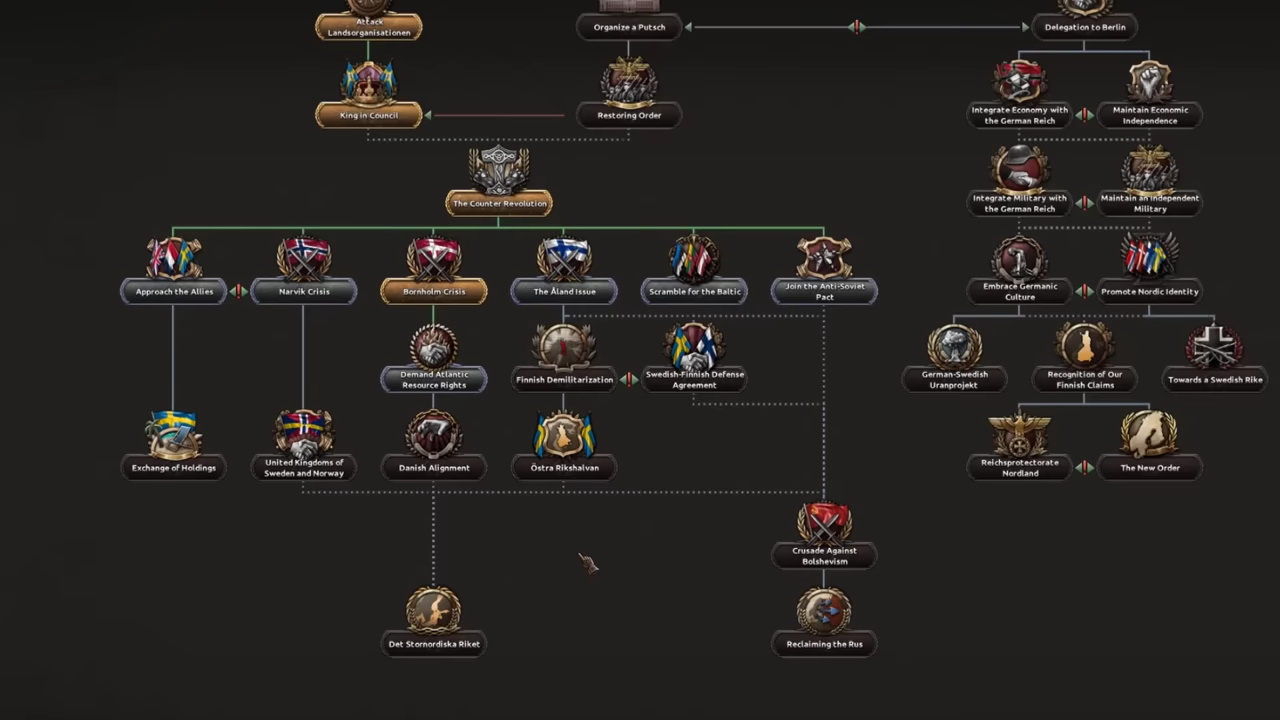 Attack
Landsorganisationen
Organize a Putsch
Delegation to Berlin
King in Council
Restoring Order
Integrate Economy with
the German Reich
Maintain Economic
Independence
The Counter Revolution
Integrate Military with
the German Reich
Maintain an Independent
Military
Approach the Allies
Narvik Crisis
Bornholm Crisis
The Åland Issue
Scramble for the Baltic
Join the Anti-Soviet
Pact
Embrace Germanic
Culture
Promote Nordic Identity
Demand Atlantic
Resource Rights
Finnish Demilitarization
Swedish-Finnish Defense
Agreement
German-Swedish
Uranprojekt
Recognition of Our
Finnish Claims
Towards a Swedish Rike
Exchange of Holdings
United Kingdoms of
Sweden and Norway
Danish Alignment
Östra Rikshalvan
Reichsprotectorate
Nordland
The New Order
Crusade Against
Bolshevism
Det Stornordiska Riket
Reclaiming the Rus